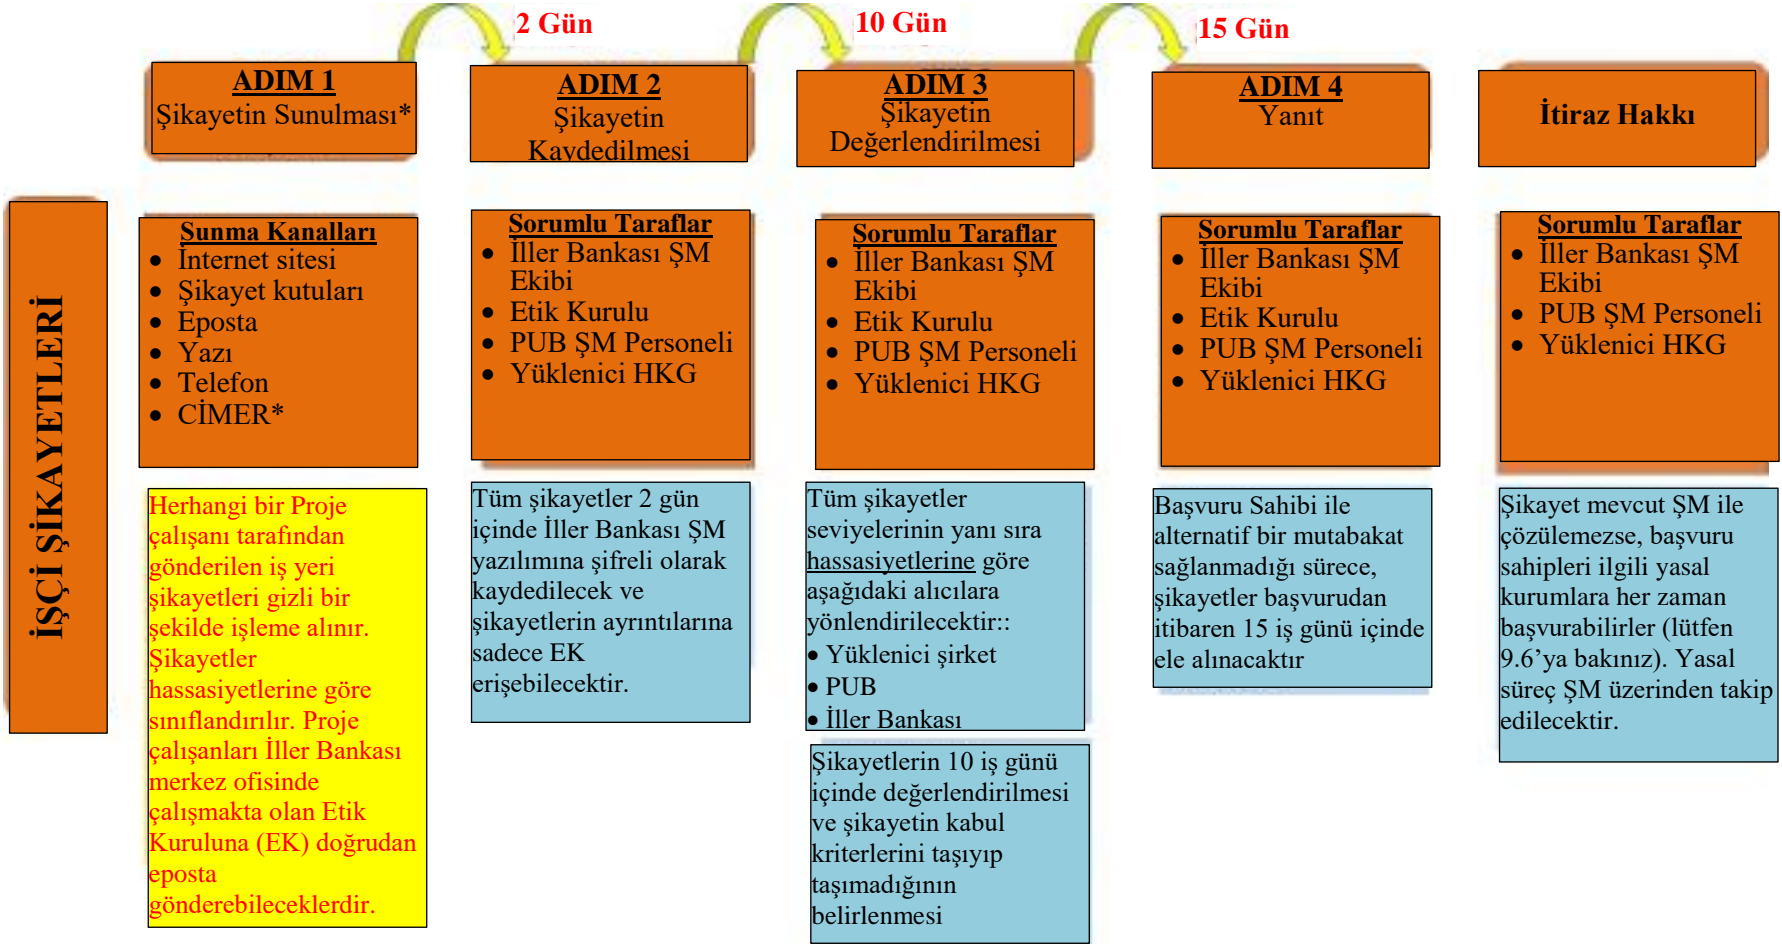 2 Gün
10 Gün
15 Gün
ADIM 1
Şikayetin Sunulması*
ADIM 2
Şikayetin
Kaydedilmesi
ADIM 3
Şikayetin
Değerlendirilmesi
ADIM 4
Yanıt
İtiraz Hakkı
İŞÇİ ŞİKAYETLERİ
Sunma Kanalları
• İnternet sitesi
• Şikayet kutuları
• Eposta
• Yazı
• Telefon
• CİMER*
Sorumlu Taraflar
• İller Bankası ŞM
Ekibi
• Etik Kurulu
• PUB ŞM Personeli
• Yüklenici HKG
Sorumlu Taraflar
• İller Bankası ŞM
Ekibi
• Etik Kurulu
• PUB ŞM Personeli
• Yüklenici HKG
Sorumlu Taraflar
• İller Bankası ŞM
Ekibi
• Etik Kurulu
• PUB ŞM Personeli
• Yüklenici HKG
Sorumlu Taraflar
• İller Bankası ŞM
Ekibi
• PUB ŞM Personeli
• Yüklenici HKG
Herhangi bir Proje
çalışanı tarafından
gönderilen iş yeri
şikayetleri gizli bir
şekilde işleme alınır.
Şikayetler
hassasiyetlerine göre
sınıflandırılır. Proje
çalışanları İller Bankası
merkez ofisinde
çalışmakta olan Etik
Kuruluna (EK) doğrudan
eposta
gönderebileceklerdir.
Tüm şikayetler 2 gün
içinde İller Bankası ŞM
yazılımına şifreli olarak
kaydedilecek ve
şikayetlerin ayrıntılarına
sadece EK
erişebilecektir.
Tüm şikayetler
seviyelerinin yanı sıra
hassasiyetlerine göre
aşağıdaki alıcılara
yönlendirilecektir::
• Yüklenici şirket
• PUB
• İller Bankası
Şikayetlerin 10 iş günü
içinde değerlendirilmesi
ve şikayetin kabul
kriterlerini taşıyıp
taşımadığının
belirlenmesi
Başvuru Sahibi ile
alternatif bir mutabakat
sağlanmadığı sürece,
şikayetler başvurudan
itibaren 15 iş günü içinde
ele alınacaktır
Şikayet mevcut ŞM ile
çözülemezse, başvuru
sahipleri ilgili yasal
kurumlara her zaman
başvurabilirler (lütfen
9.6’ya bakınız). Yasal
süreç ŞM üzerinden takip
edilecektir.